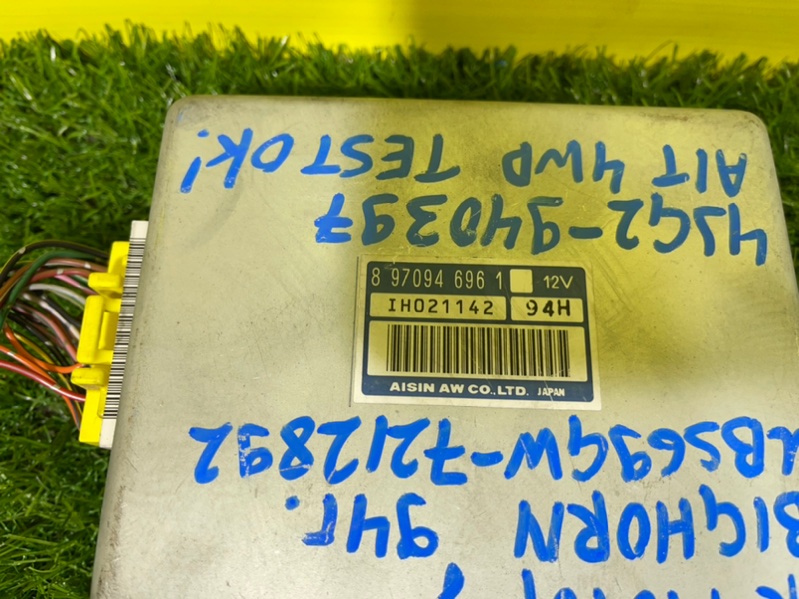 BIGHORN 94г.
UBS69GW-7212892
8 97094 696 1 12V
IH021142 94H
AISIN AW CO.,LTD. JAPAN
4JG2-940397
A/T 4WD TEST OK!